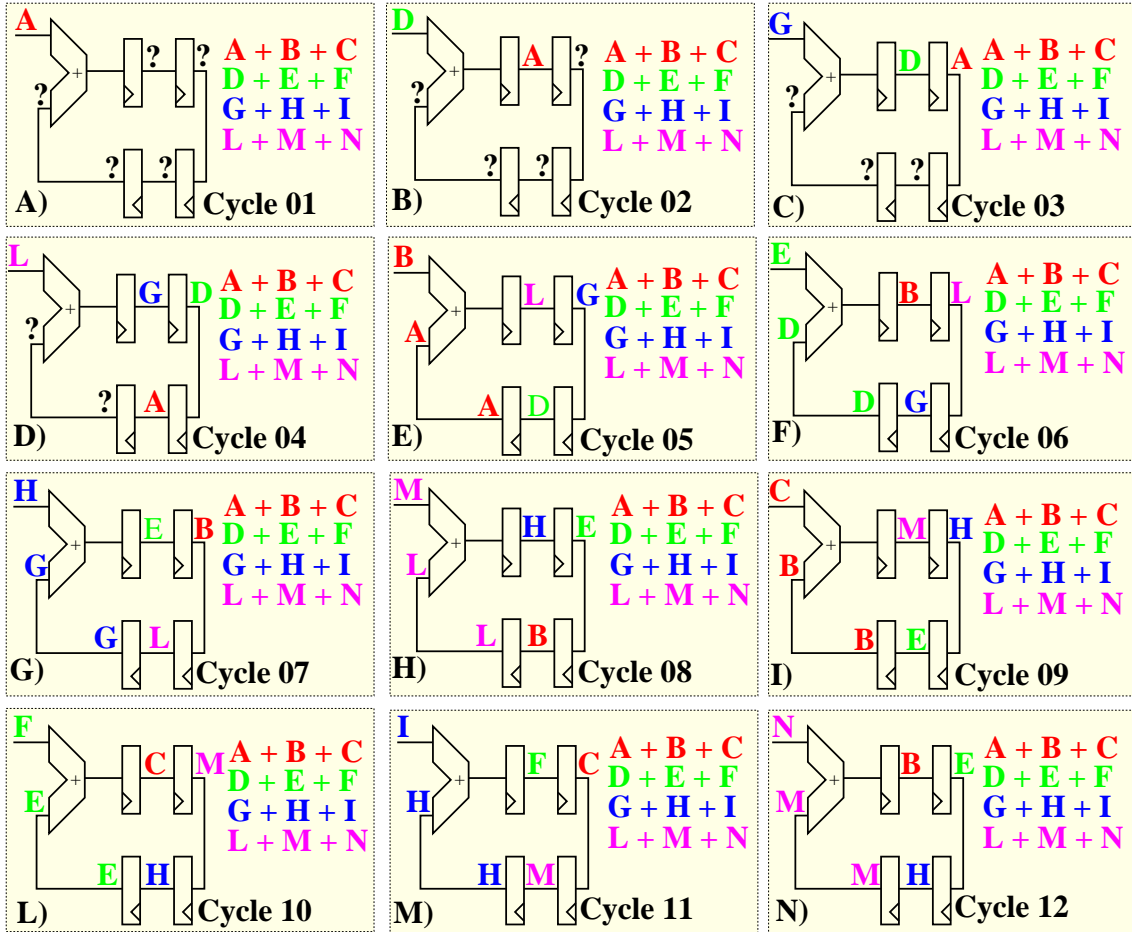 A
+
? ?
?
? ?
A + B + C
D + E + F
G + H + I
L + M + N
A) Cycle 01
D
+
A ?
?
? ?
A + B + C
D + E + F
G + H + I
L + M + N
B) Cycle 02
G
+
D A
?
? ?
A + B + C
D + E + F
G + H + I
L + M + N
C) Cycle 03
L
+
G D
?
? A
A + B + C
D + E + F
G + H + I
L + M + N
D) Cycle 04
B
+
L G
A
A D
A + B + C
D + E + F
G + H + I
L + M + N
E) Cycle 05
E
+
B L
D
D G
A + B + C
D + E + F
G + H + I
L + M + N
F) Cycle 06
H
+
E B
G
G L
A + B + C
D + E + F
G + H + I
L + M + N
G) Cycle 07
M
+
H E
L
L B
A + B + C
D + E + F
G + H + I
L + M + N
H) Cycle 08
C
+
M H
B
B E
A + B + C
D + E + F
G + H + I
L + M + N
I) Cycle 09
F
+
C M
E
E H
A + B + C
D + E + F
G + H + I
L + M + N
L) Cycle 10
I
+
F C
H
H M
A + B + C
D + E + F
G + H + I
L + M + N
M) Cycle 11
N
+
B E
M
M H
A + B + C
D + E + F
G + H + I
L + M + N
N) Cycle 12